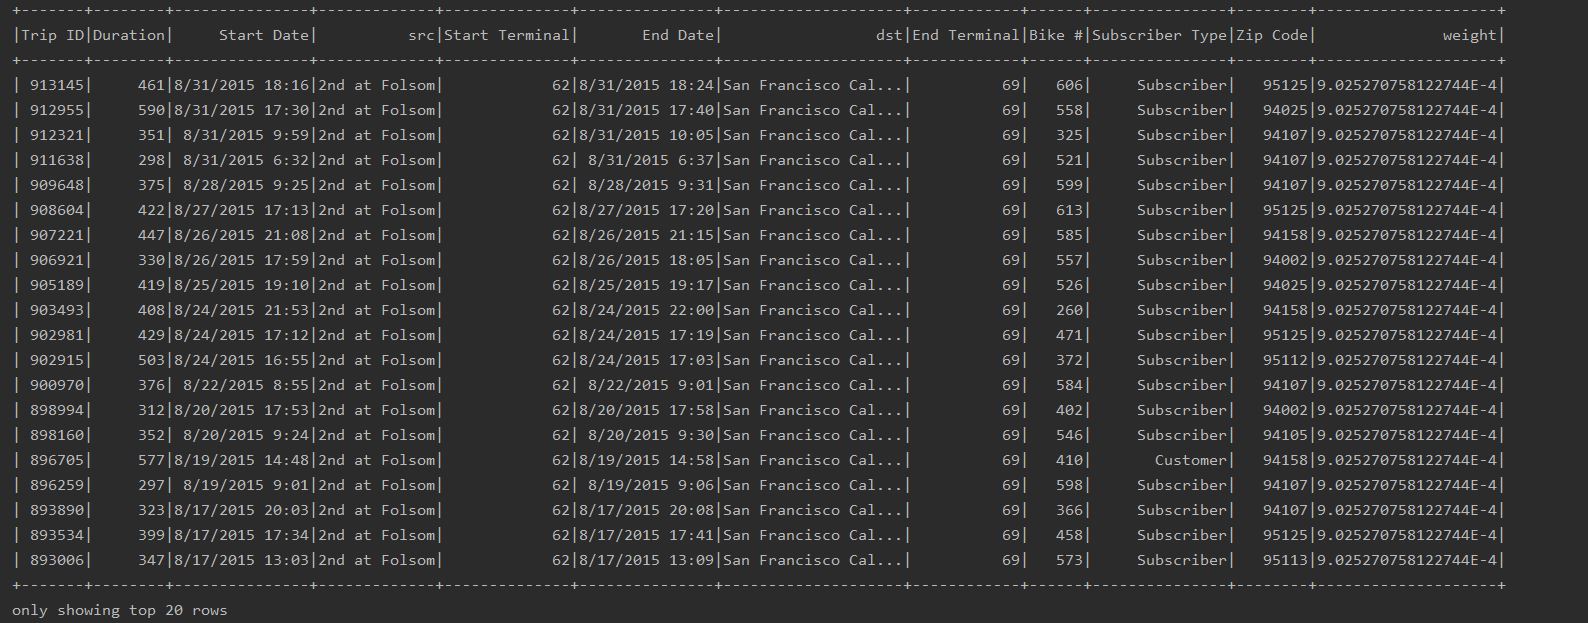 +-------+--------+---------------+-------------+--------------+---------------+--------------------+------------+------+---------------+--------+--------------------+
|Trip ID|Duration|     Start Date|          src|Start Terminal|       End Date|                 dst|End Terminal|Bike #|Subscriber Type|Zip Code|              weight|
+-------+--------+---------------+-------------+--------------+---------------+--------------------+------------+------+---------------+--------+--------------------+
| 913145|     461|8/31/2015 18:16|2nd at Folsom|            62|8/31/2015 18:24|San Francisco Cal...|          69|   606|     Subscriber|   95125|9.025270758122744E-4|
| 912955|     590|8/31/2015 17:30|2nd at Folsom|            62|8/31/2015 17:40|San Francisco Cal...|          69|   558|     Subscriber|   94025|9.025270758122744E-4|
| 912321|     351| 8/31/2015 9:59|2nd at Folsom|            62|8/31/2015 10:05|San Francisco Cal...|          69|   325|     Subscriber|   94107|9.025270758122744E-4|
| 911638|     298| 8/31/2015 6:32|2nd at Folsom|            62| 8/31/2015 6:37|San Francisco Cal...|          69|   521|     Subscriber|   94107|9.025270758122744E-4|
| 909648|     375| 8/28/2015 9:25|2nd at Folsom|            62| 8/28/2015 9:31|San Francisco Cal...|          69|   599|     Subscriber|   94107|9.025270758122744E-4|
| 908604|     422|8/27/2015 17:13|2nd at Folsom|            62|8/27/2015 17:20|San Francisco Cal...|          69|   613|     Subscriber|   95125|9.025270758122744E-4|
| 907221|     447|8/26/2015 21:08|2nd at Folsom|            62|8/26/2015 21:15|San Francisco Cal...|          69|   585|     Subscriber|   94158|9.025270758122744E-4|
| 906921|     330|8/26/2015 17:59|2nd at Folsom|            62|8/26/2015 18:05|San Francisco Cal...|          69|   557|     Subscriber|   94002|9.025270758122744E-4|
| 905189|     419|8/25/2015 19:10|2nd at Folsom|            62|8/25/2015 19:17|San Francisco Cal...|          69|   526|     Subscriber|   94025|9.025270758122744E-4|
| 903493|     408|8/24/2015 21:53|2nd at Folsom|            62|8/24/2015 22:00|San Francisco Cal...|          69|   260|     Subscriber|   94158|9.025270758122744E-4|
| 902981|     429|8/24/2015 17:12|2nd at Folsom|            62|8/24/2015 17:19|San Francisco Cal...|          69|   471|     Subscriber|   95125|9.025270758122744E-4|
| 902915|     503|8/24/2015 16:55|2nd at Folsom|            62|8/24/2015 17:03|San Francisco Cal...|          69|   372|     Subscriber|   95112|9.025270758122744E-4|
| 900970|     376| 8/22/2015 8:55|2nd at Folsom|            62| 8/22/2015 9:01|San Francisco Cal...|          69|   584|     Subscriber|   94107|9.025270758122744E-4|
| 898994|     312|8/20/2015 17:53|2nd at Folsom|            62|8/20/2015 17:58|San Francisco Cal...|          69|   402|     Subscriber|   94002|9.025270758122744E-4|
| 898160|     352| 8/20/2015 9:24|2nd at Folsom|            62| 8/20/2015 9:30|San Francisco Cal...|          69|   546|     Subscriber|   94105|9.025270758122744E-4|
| 896705|     577|8/19/2015 14:48|2nd at Folsom|            62|8/19/2015 14:58|San Francisco Cal...|          69|   410|       Customer|   94158|9.025270758122744E-4|
| 896259|     297| 8/19/2015 9:01|2nd at Folsom|            62| 8/19/2015 9:06|San Francisco Cal...|          69|   598|     Subscriber|   94107|9.025270758122744E-4|
| 893890|     323|8/17/2015 20:03|2nd at Folsom|            62|8/17/2015 20:08|San Francisco Cal...|          69|   366|     Subscriber|   94107|9.025270758122744E-4|
| 893534|     399|8/17/2015 17:34|2nd at Folsom|            62|8/17/2015 17:41|San Francisco Cal...|          69|   458|     Subscriber|   95125|9.025270758122744E-4|
| 893006|     347|8/17/2015 13:03|2nd at Folsom|            62|8/17/2015 13:09|San Francisco Cal...|          69|   573|     Subscriber|   95113|9.025270758122744E-4|
+-------+--------+---------------+-------------+--------------+---------------+--------------------+------------+------+---------------+--------+--------------------+
only showing top 20 rows